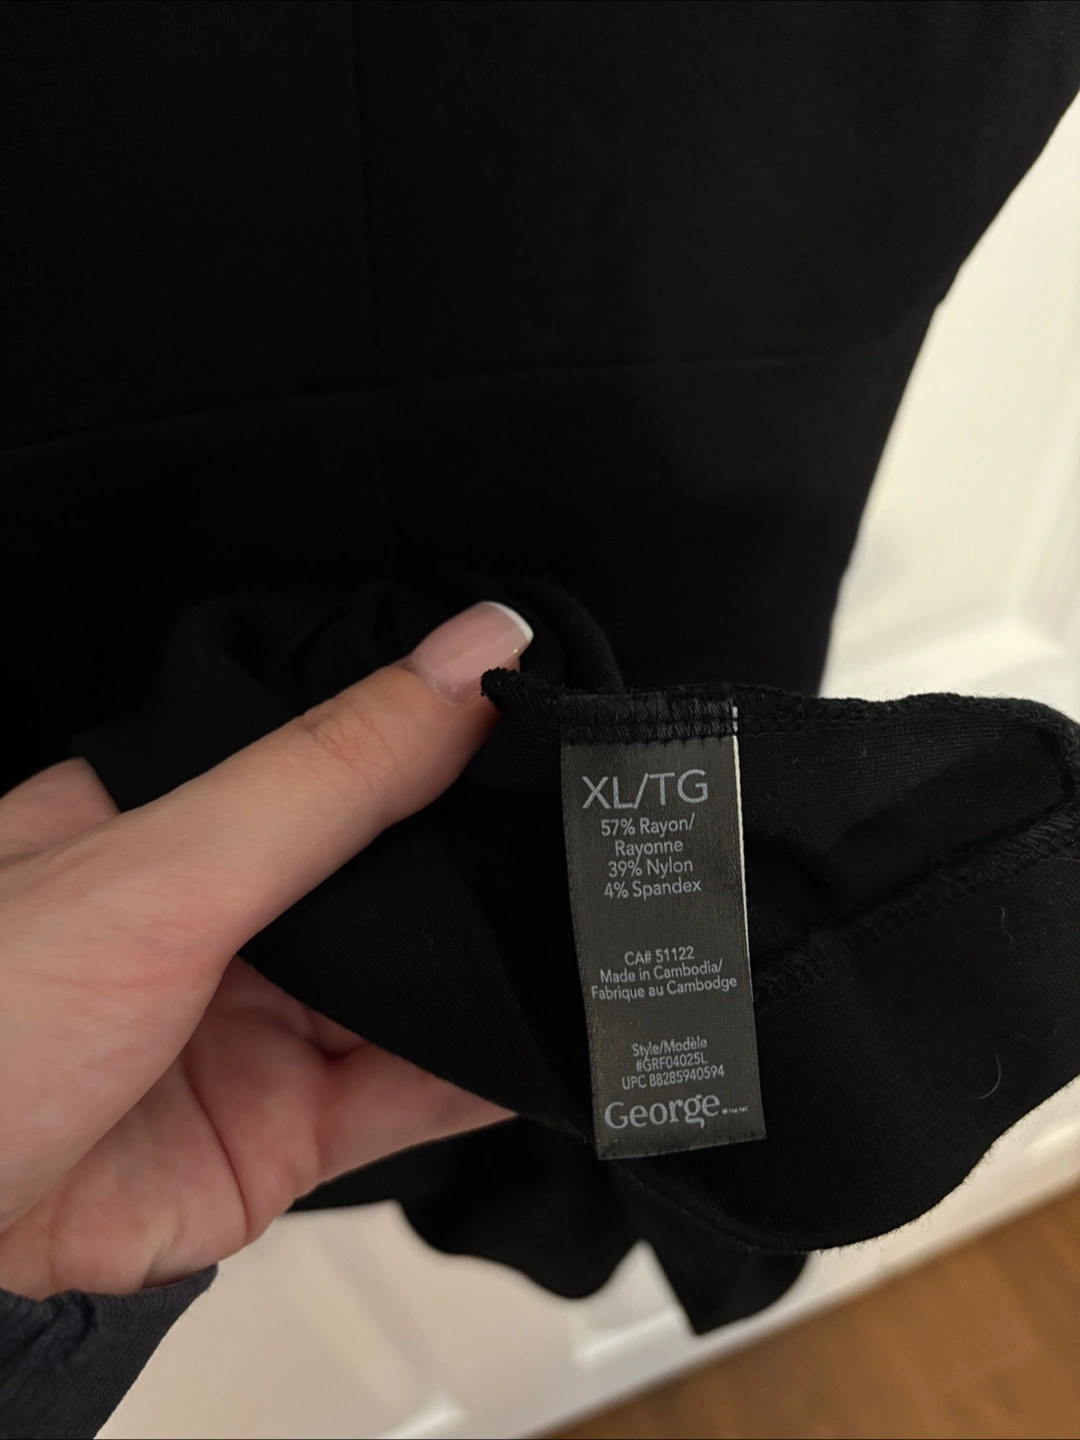 XL/TG
57% Rayon/
Rayonne
39% Nylon
4% Spandex
CA# 51122
Made in Cambodia/
Fabrique au Cambodge
Style/Modèle
#GRF04025L
UPC 88285940594
George